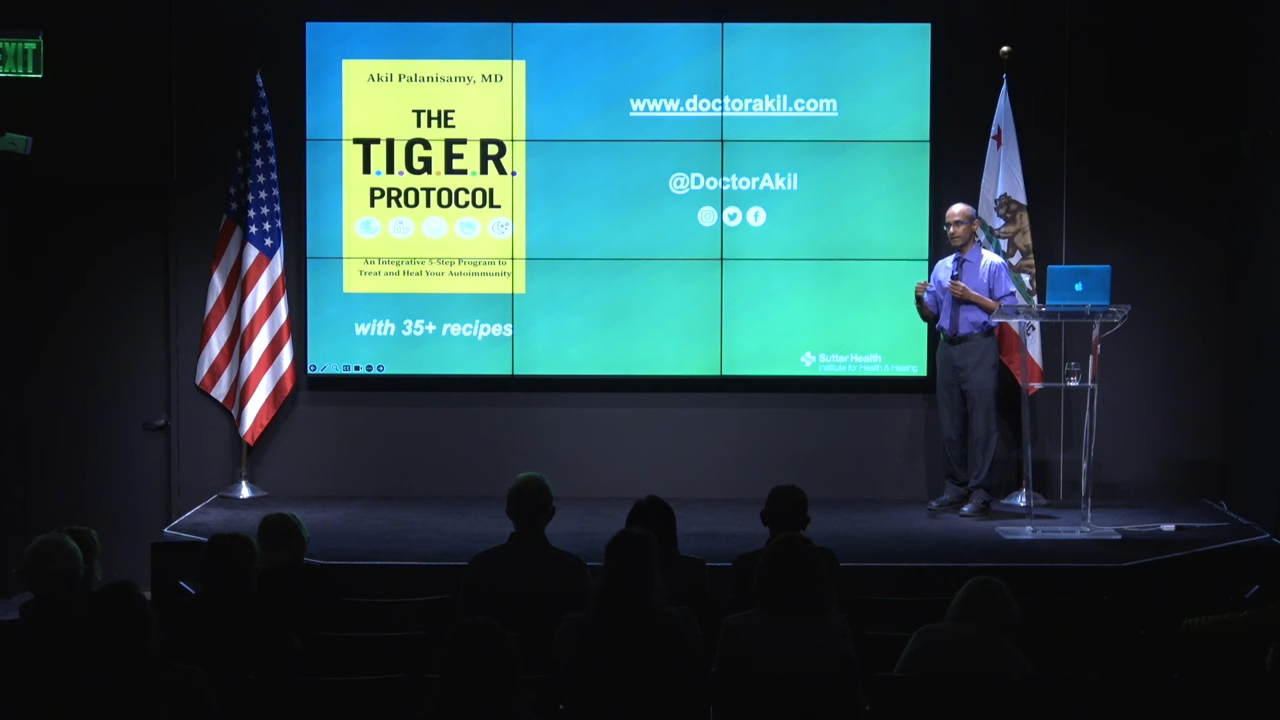 EXIT
Akil Palanisamy, MD
THE
T.I.G.E.R.
PROTOCOL
An Integrative 5-Step Program to
Treat and Heal Your Autoimmunity
with 35+ recipes
www.doctorakil.com
@DoctorAkil
Sutter Health
Institute for Health & Healing